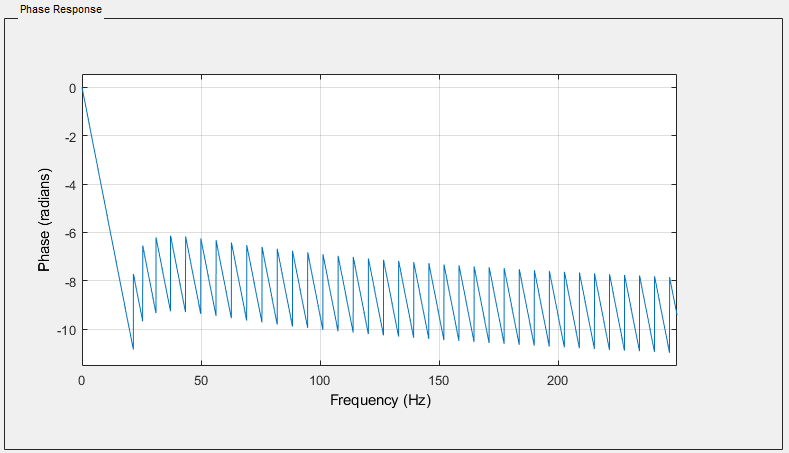 Phase Response
0
-2
-4
-6
-8
-10
Phase (radians)
0 50 100 150 200
Frequency (Hz)